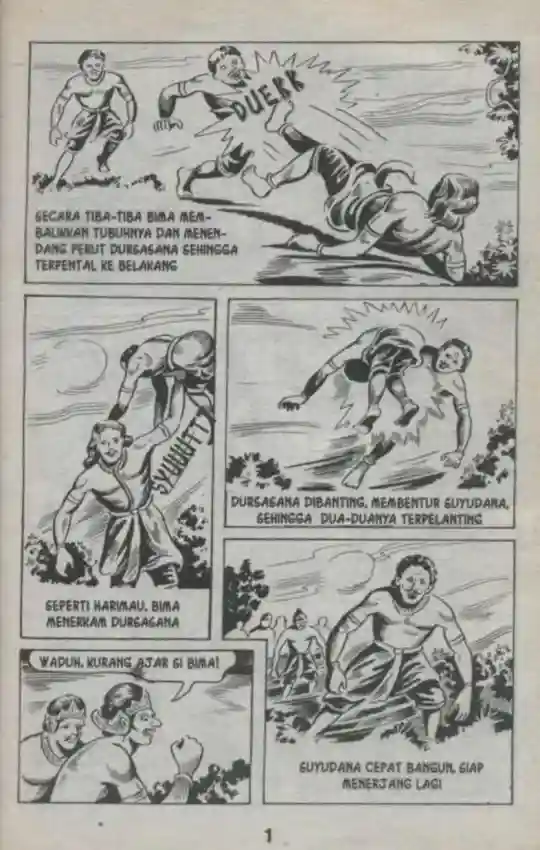 DUERK
SECARA TIBA-TIBA BIMA MEM-
BALIKKAN TUBUHNYA DAN MENEN-
DANG PERUT DURSASANA SEHINGGA
TERPENTAL KE BELAKANG
SYUUUTT
SEPERTI HARIMAU, BIMA
MENERKAM DURSASANA
DURSASANA DIBANTING, MEMBENTUR SUYUDANA,
SEHINGGA DUA-DUANYA TERPELANTING
WADUH, KURANG AJAR SI BIMA!
SUYUDANA CEPAT BANGUN, SIAP
MENERJANG LAGI
1